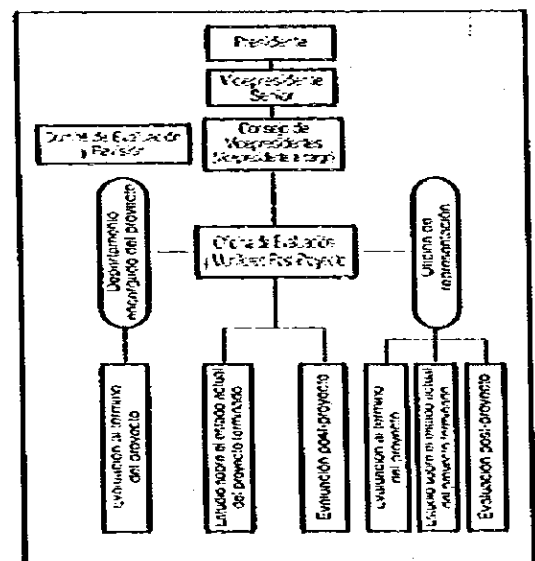 Presidente
Vicepresidente
Senior
Consejo de
Vicepresidentes
(Vicepresidente a cargo)
Comité de Evaluación
y Revisión
Departamento
encargado del proyecto
Oficina de Evaluación
y Monitoreo Post-Proyecto
Oficina de
representación
Evaluación al término
del proyecto
Estudio sobre el estado actual
del proyecto terminado
Evaluación post-proyecto
Evaluación al término
del proyecto
Estudio sobre el estado actual
del proyecto terminado
Evaluación post-proyecto